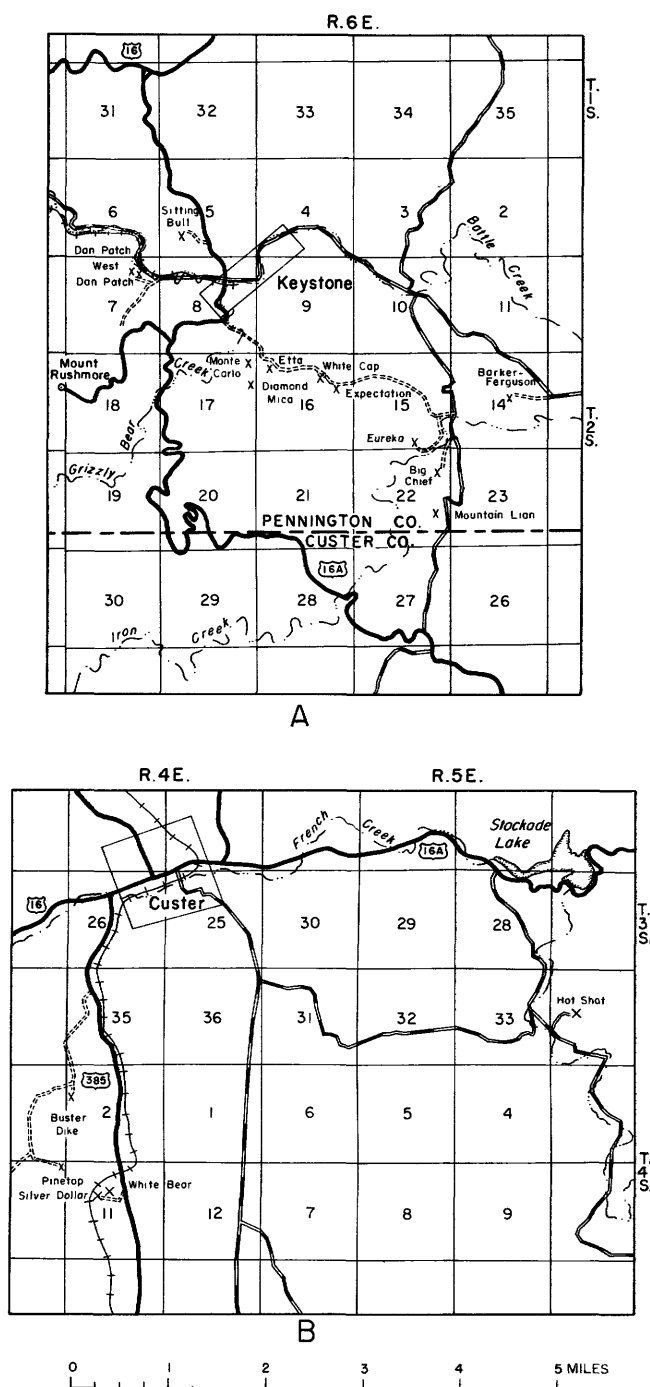 R.6E.
16
31 32 33 34 35
T. 1 S.
6 5 4 3 2
Sitting Bull
Battle Creek
Dan Patch West
Dan Patch
Keystone
7 8 9 10 11
Mount Rushmore
Monte Carlo
Etta
White Cap
Diamond Mica
Expectation
Barker-Ferguson
18 17 16 15 14
T. 2 S.
Grizzly Bear Creek
Eureka
Big Chief
19 20 21 22 23
Mountain Lion
PENNINGTON CO.
CUSTER CO.
16A
30 29 28 27 26
Iron Creek
A
R.4E. R.5E.
French Creek
Stockade Lake
16A
16
Custer
26 25 30 29 28
T. 3 S.
Hot Shot
35 36 31 32 33
385
2 1 6 5 4
Buster Dike
Pinetop
Silver Dollar
White Bear
T. 4 S.
11 12 7 8 9
B
0 1 2 3 4 5 MILES